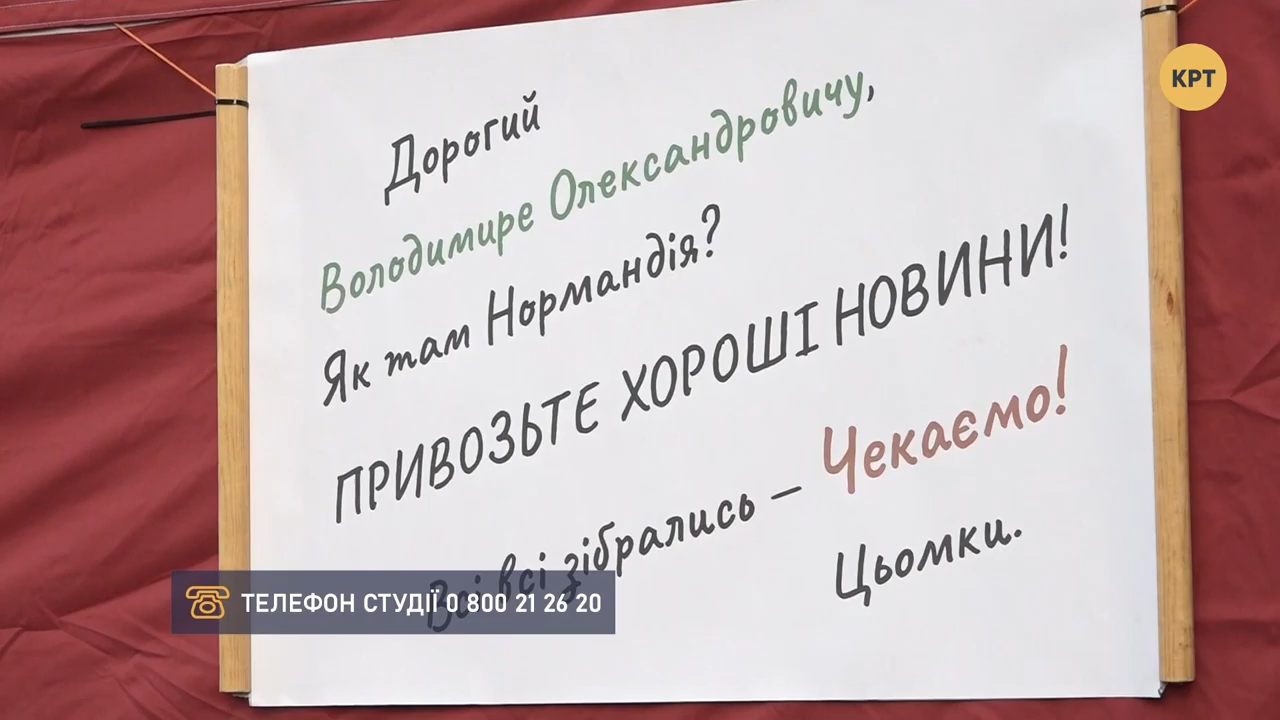 КРТ
Дорогий
Володимире Олександровичу,
Як там Нормандія?
ПРИВОЗЬТЕ ХОРОШІ НОВИНИ!
всі зібрались – Чекаємо!
Цьомки.
ТЕЛЕФОН СТУДІЇ 0 800 21 26 20